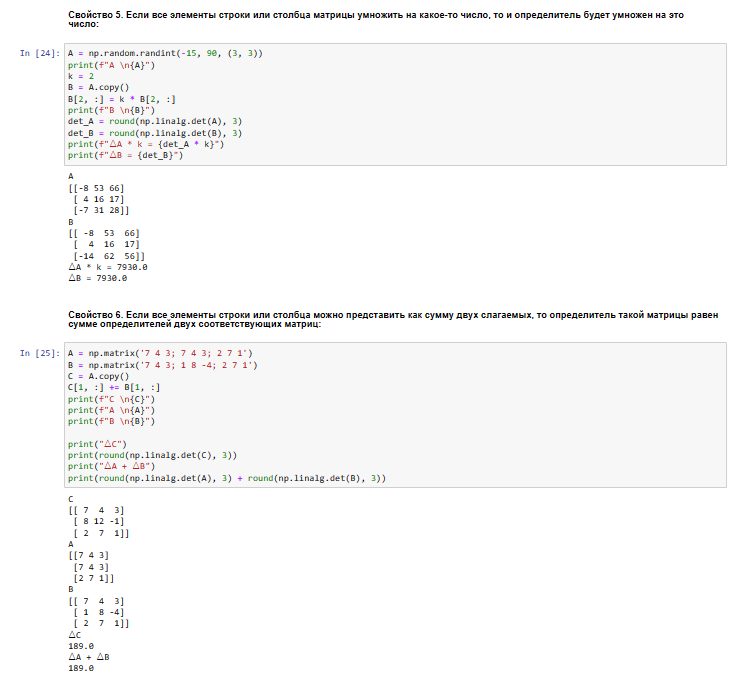 Свойство 5. Если все элементы строки или столбца матрицы умножить на какое-то число, то и определитель будет умножен на это
число:
In [24]: A = np.random.randint(-15, 90, (3, 3))
print(f"A \n{A}")
k = 2
B = A.copy()
B[2, :] = k * B[2, :]
print(f"B \n{B}")
det_A = round(np.linalg.det(A), 3)
det_B = round(np.linalg.det(B), 3)
print(f"△A * k = {det_A * k}")
print(f"△B = {det_B}")
A
[[-8 53 66]
[ 4 16 17]
[-7 31 28]]
B
[[ -8  53  66]
[  4  16  17]
[-14  62  56]]
△A * k = 7930.0
△B = 7930.0
Свойство 6. Если все элементы строки или столбца можно представить как сумму двух слагаемых, то определитель такой матрицы равен
сумме определителей двух соответствующих матриц:
In [25]: A = np.matrix('7 4 3; 7 4 3; 2 7 1')
B = np.matrix('7 4 3; 1 8 -4; 2 7 1')
C = A.copy()
C[1, :] += B[1, :]
print(f"C \n{C}")
print(f"A \n{A}")
print(f"B \n{B}")
print("△C")
print(round(np.linalg.det(C), 3))
print("△A + △B")
print(round(np.linalg.det(A), 3) + round(np.linalg.det(B), 3))
C
[[ 7  4  3]
[ 8 12 -1]
[ 2  7  1]]
A
[[7 4 3]
[7 4 3]
[2 7 1]]
B
[[ 7  4  3]
[ 1  8 -4]
[ 2  7  1]]
△C
189.0
△A + △B
189.0